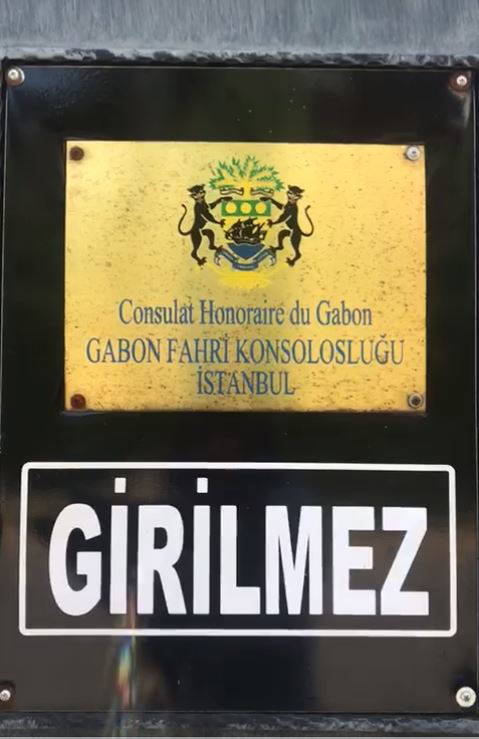 Consulat Honoraire du Gabon
GABON FAHRİ KONSOLOSLUĞU
İSTANBUL
GİRİLMEZ